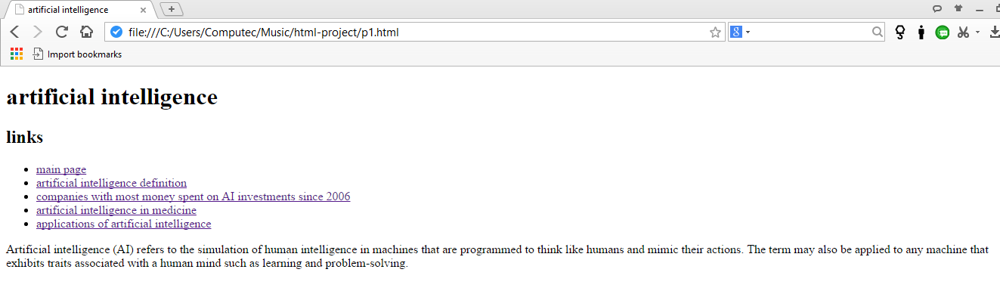 artificial intelligence
file:///C:/Users/Computec/Music/html-project/p1.html
Import bookmarks
artificial intelligence
links
main page
artificial intelligence definition
companies with most money spent on AI investments since 2006
artificial intelligence in medicine
applications of artificial intelligence
Artificial intelligence (AI) refers to the simulation of human intelligence in machines that are programmed to think like humans and mimic their actions. The term may also be applied to any machine that
exhibits traits associated with a human mind such as learning and problem-solving.